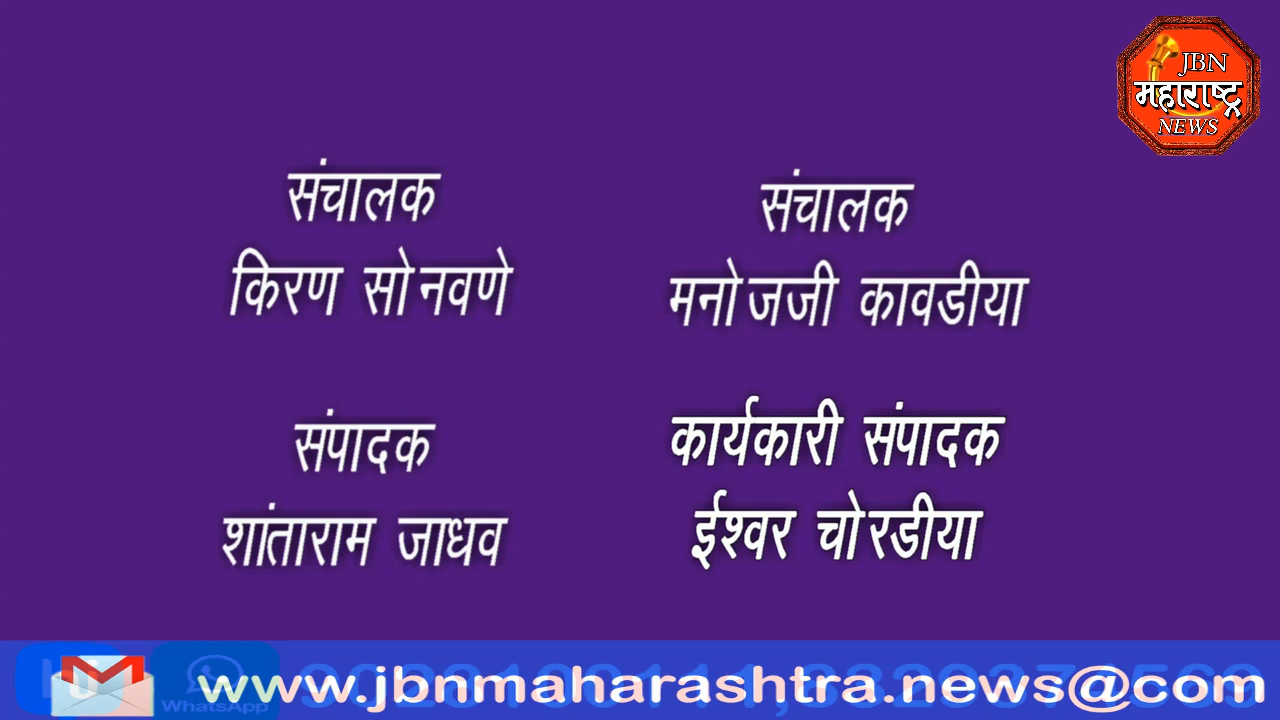 JBN
महाराष्ट्र
NEWS
संचालक
किरण सोनवणे
संचालक
मनोजजी कावडीया
संपादक
शांताराम जाधव
कार्यकारी संपादक
ईश्वर चोरडीया
www.jbnmaharashtra.news@com
WhatsApp